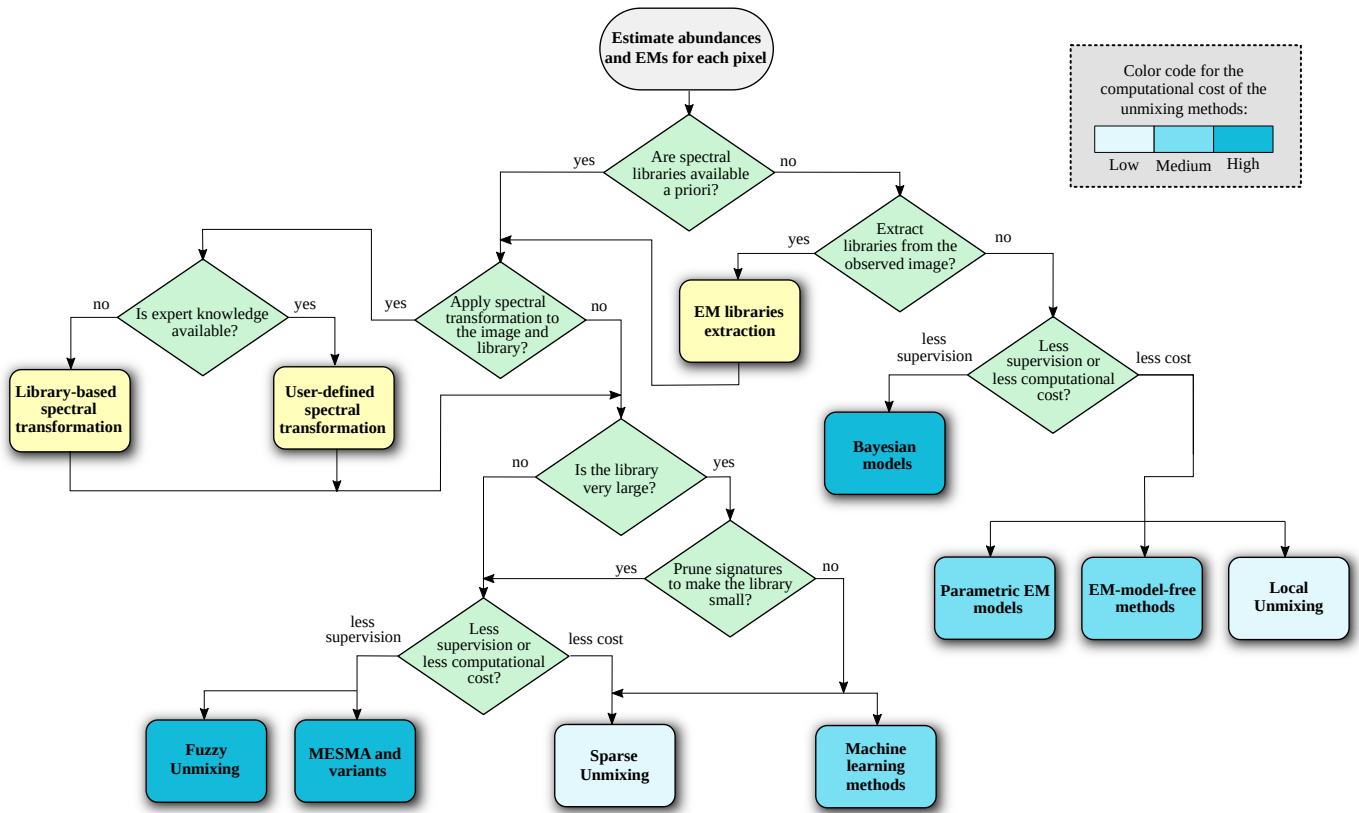 Estimate abundances
and EMs for each pixel
Color code for the
computational cost of the
unmixing methods:
Low
Medium
High
yes
Are spectral
libraries available
a priori?
no
yes
Extract
libraries from the
observed image?
no
no
Is expert knowledge
available?
yes
yes
Apply spectral
transformation to
the image and
library?
no
EM libraries
extraction
less
supervision
Less
supervision or
less computational
cost?
less cost
Library-based
spectral
transformation
User-defined
spectral
transformation
Bayesian
models
no
Is the library
very large?
yes
yes
Prune signatures
to make the library
small?
no
Parametric EM
models
EM-model-free
methods
Local
Unmixing
less
supervision
Less
supervision or
less computational
cost?
less cost
Fuzzy
Unmixing
MESMA and
variants
Sparse
Unmixing
Machine
learning
methods